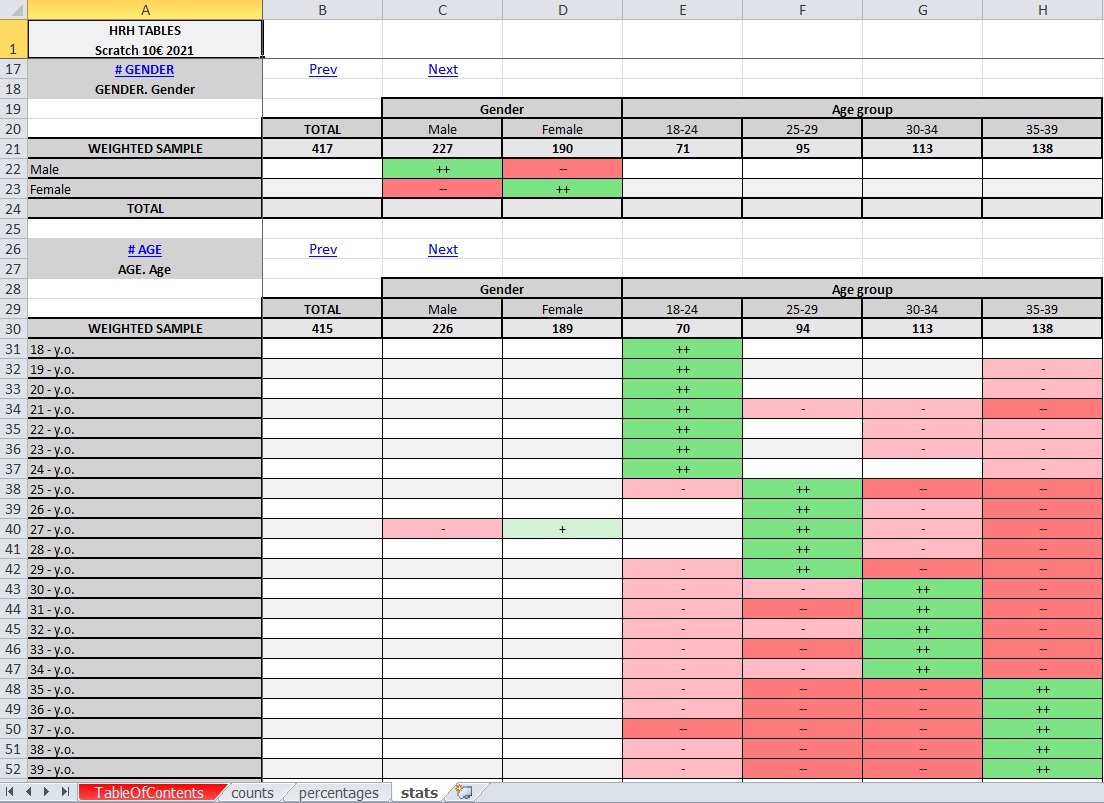 A B C D E F G H
1 HRH TABLES
Scratch 10€ 2021
17 # GENDER Prev Next
18 GENDER. Gender
19 Gender Age group
20 TOTAL Male Female 18-24 25-29 30-34 35-39
21 WEIGHTED SAMPLE 417 227 190 71 95 113 138
22 Male ++ --
23 Female -- ++
24 TOTAL
25
26 # AGE Prev Next
27 AGE. Age
28 Gender Age group
29 TOTAL Male Female 18-24 25-29 30-34 35-39
30 WEIGHTED SAMPLE 415 226 189 70 94 113 138
31 18 - y.o. ++
32 19 - y.o. ++ -
33 20 - y.o. ++ -
34 21 - y.o. ++ - - --
35 22 - y.o. ++ - -
36 23 - y.o. ++ - -
37 24 - y.o. ++ -
38 25 - y.o. - ++ -- --
39 26 - y.o. ++ - --
40 27 - y.o. - + ++ - --
41 28 - y.o. ++ - --
42 29 - y.o. - ++ -- --
43 30 - y.o. - - ++ --
44 31 - y.o. - -- ++ --
45 32 - y.o. - - ++ --
46 33 - y.o. - -- ++ --
47 34 - y.o. - - ++ --
48 35 - y.o. - -- -- ++
49 36 - y.o. - -- -- ++
50 37 - y.o. -- -- -- ++
51 38 - y.o. - -- -- ++
52 39 - y.o. - -- -- ++
TableOfContents counts percentages stats